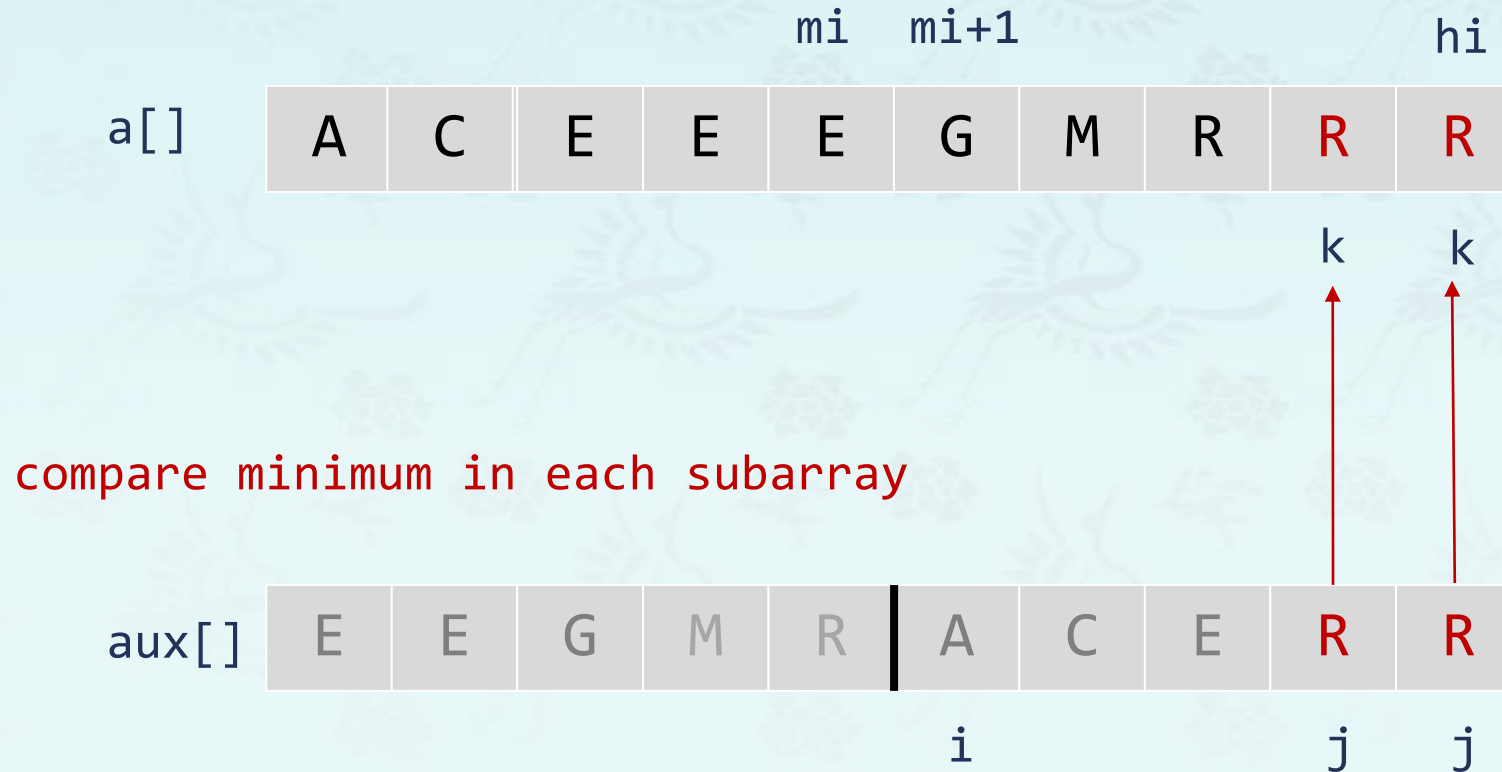 mi mi+1 hi
a[] A C E E E G M R R R
k k
compare minimum in each subarray
aux[] E E G M R A C E R R
i j j